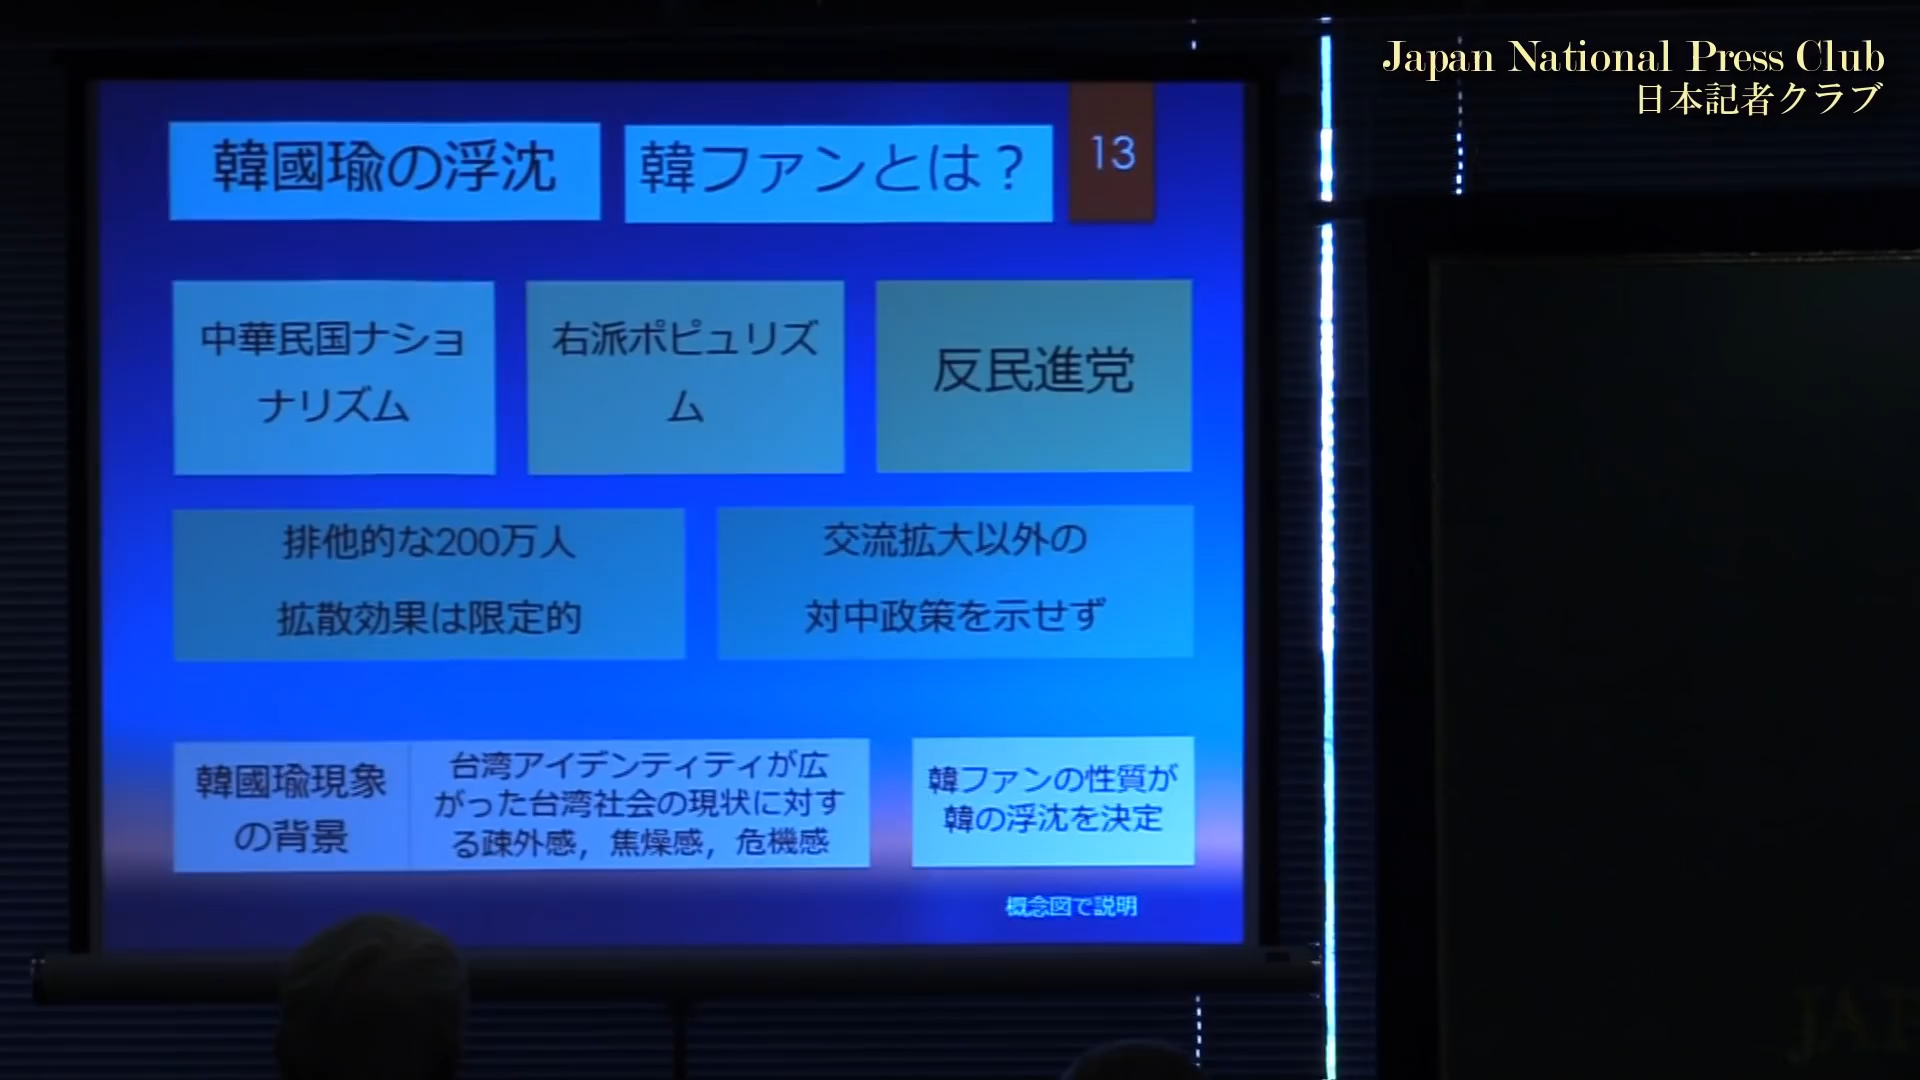 Japan National Press Club
日本記者クラブ
韓國瑜の浮沈
韓ファンとは？
13
中華民国ナショ
ナリズム
右派ポピュリズ
ム
反民進党
排他的な200万人
拡散効果は限定的
交流拡大以外の
対中政策を示せず
韓國瑜現象
の背景
台湾アイデンティティが広
がった台湾社会の現状に対す
る疎外感，焦燥感，危機感
韓ファンの性質が
韓の浮沈を決定
概念図で説明